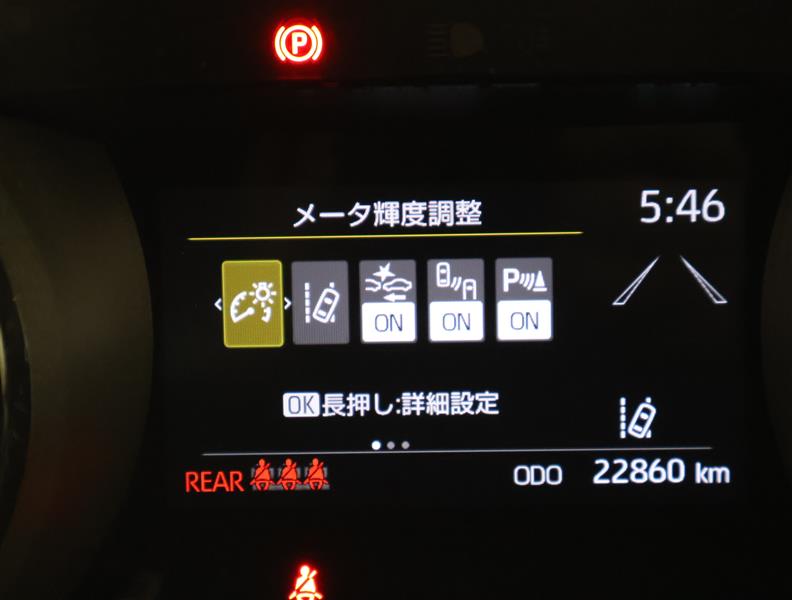 P
メータ輝度調整
5:46
ON ON P ON
OK 長押し:詳細設定
REAR ODO 22860 km